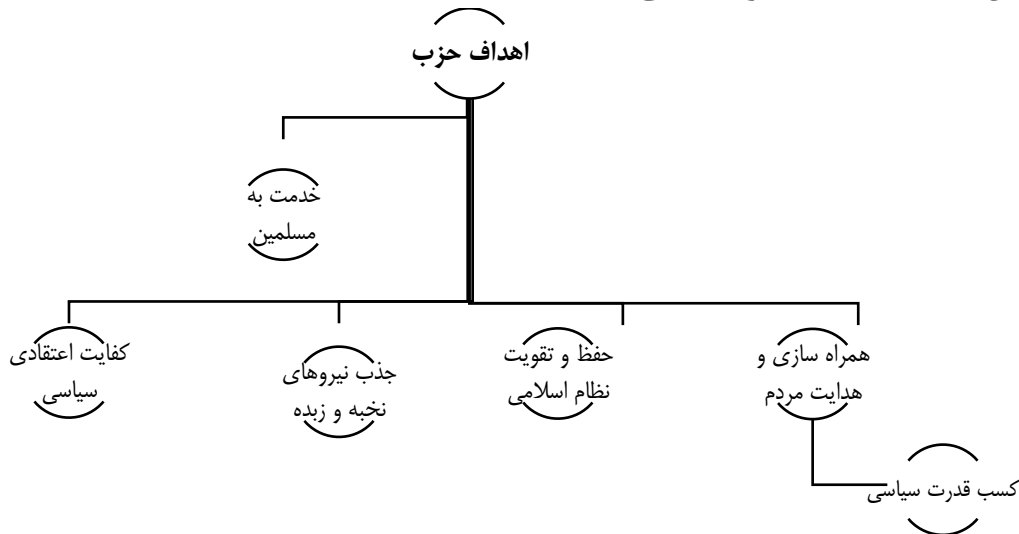 اهداف حزب
خدمت به
مسلمین
همراه سازی و
هدایت مردم
حفظ و تقویت
نظام اسلامی
جذب نیروهای
نخبه و زبده
کفایت اعتقادی
سیاسی
کسب قدرت سیاسی